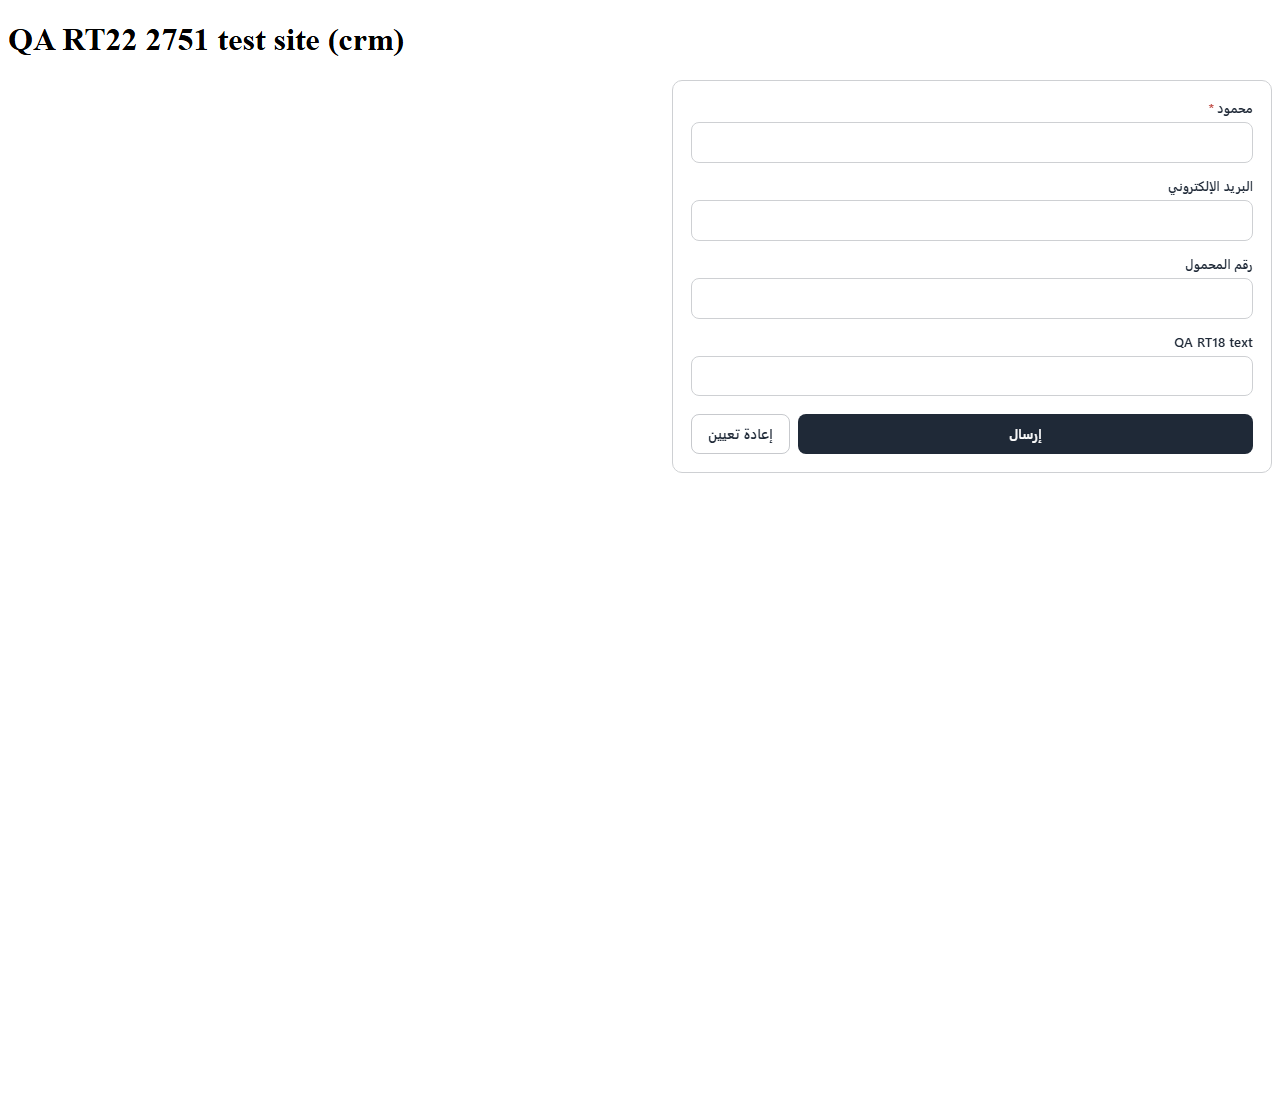 QA RT22 2751 test site (crm)
محمود *
البريد الإلكتروني
رقم المحمول
QA RT18 text
إرسال
إعادة تعيين